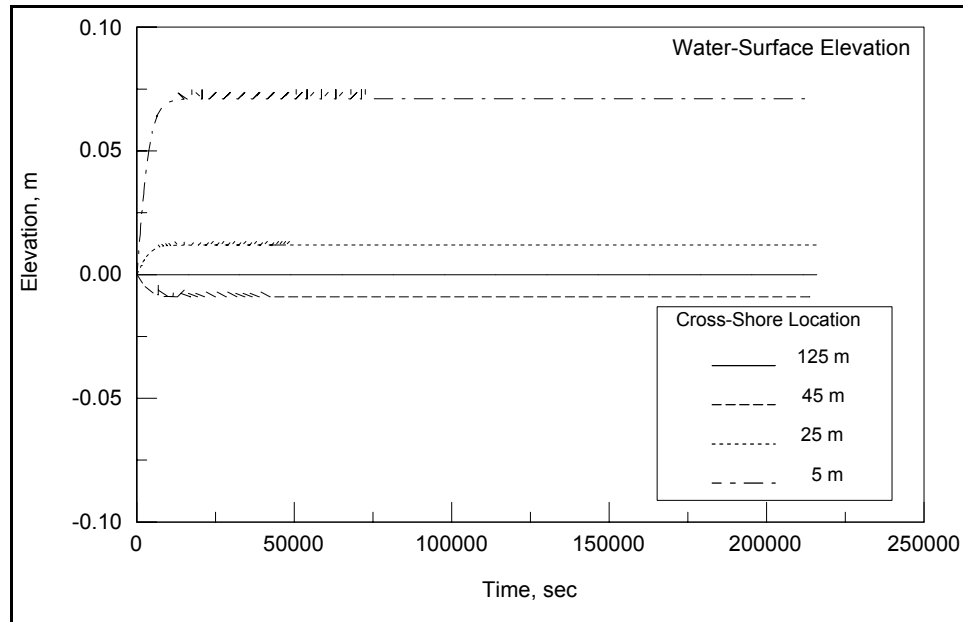 Water-Surface Elevation
0.10
0.05
0.00
-0.05
-0.10
Elevation, m
0 50000 100000 150000 200000 250000
Time, sec
Cross-Shore Location
125 m
45 m
25 m
5 m